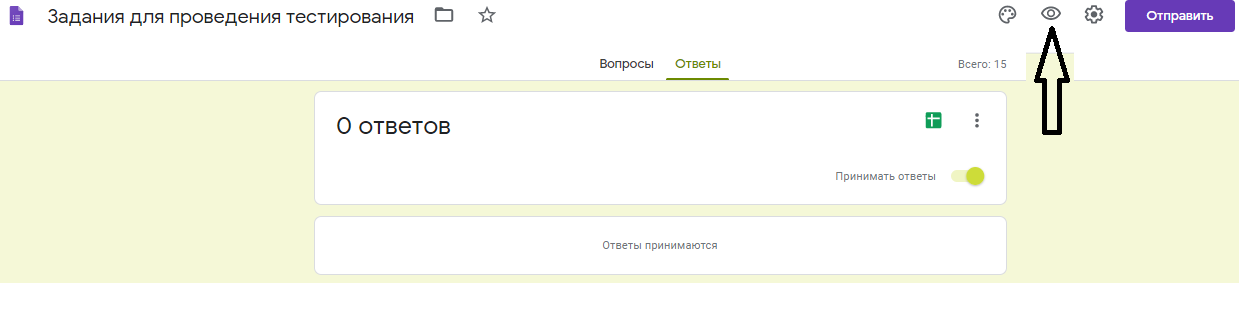 Задания для проведения тестирования
Отправить
Вопросы Ответы Всего: 15
0 ответов
Принимать ответы
Ответы принимаются